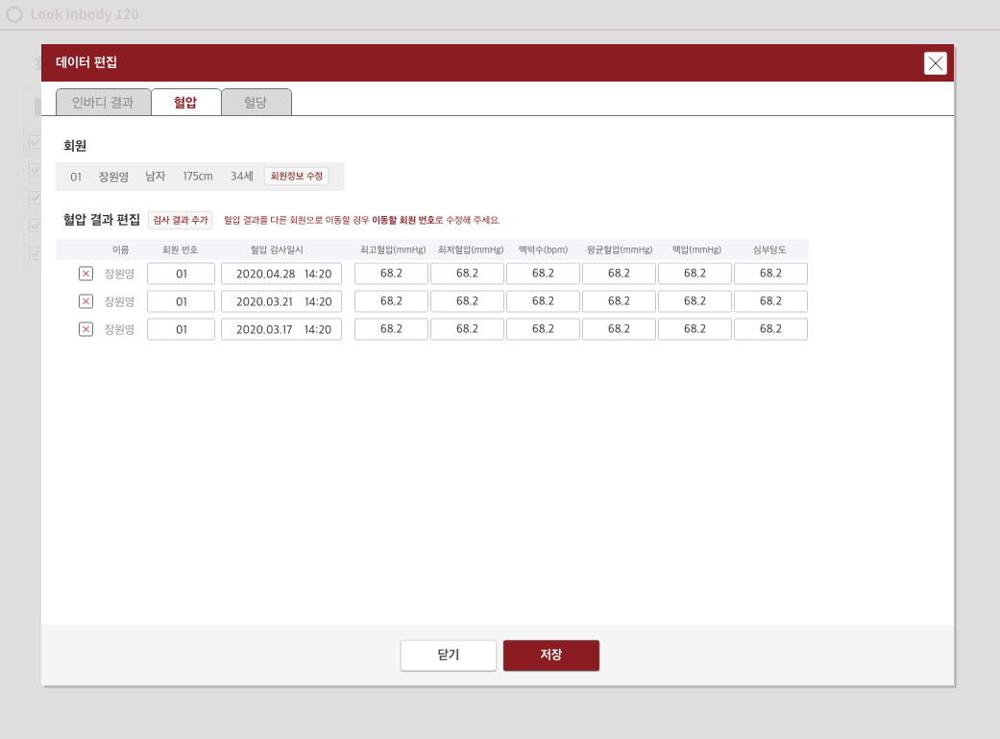 Look inbody 120
데이터 편집
인바디 결과 혈압 혈당
회원
01 장원영 남자 175cm 34세 회원정보 수정
혈압 결과 편집 검사 결과 추가 혈압 결과를 다른 회원으로 이동할 경우 이동할 회원 번호로 수정해 주세요.
이름 회원 번호 혈압 검사일시 최고혈압(mmHg) 최저혈압(mmHg) 맥박수(bpm) 평균혈압(mmHg) 맥압(mmHg) 심부담도
장원영 01 2020.04.28 14:20 68.2 68.2 68.2 68.2 68.2 68.2
장원영 01 2020.03.21 14:20 68.2 68.2 68.2 68.2 68.2 68.2
장원영 01 2020.03.17 14:20 68.2 68.2 68.2 68.2 68.2 68.2
닫기 저장